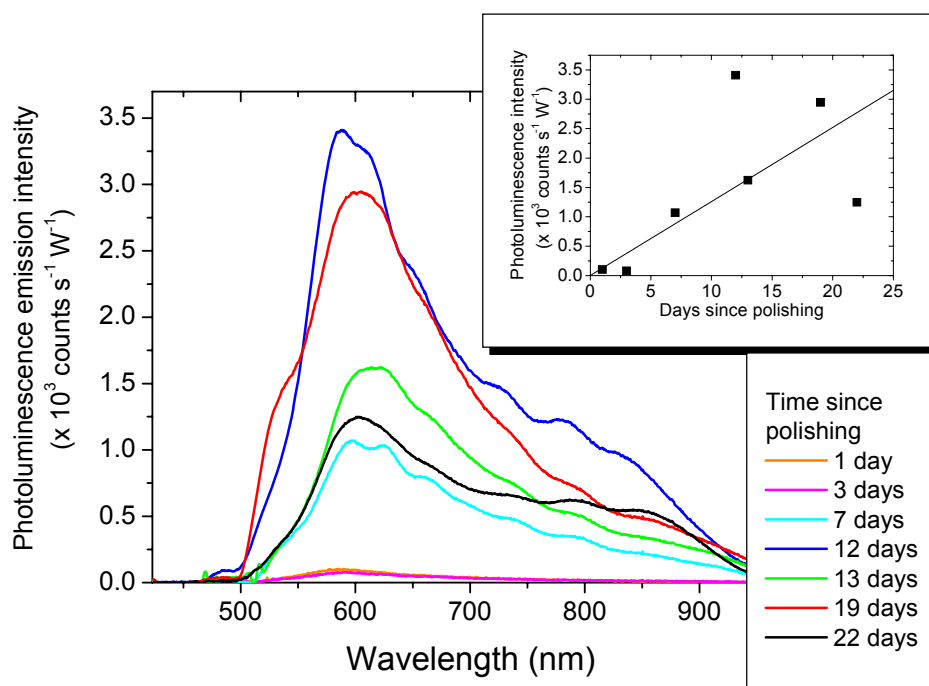 Photoluminescence emission intensity
(x 10³ counts s⁻¹ W⁻¹)
3.5
3.0
2.5
2.0
1.5
1.0
0.5
0.0
500
600
700
800
900
Wavelength (nm)
Photoluminescence intensity
(x 10³ counts s⁻¹ W⁻¹)
3.5
3.0
2.5
2.0
1.5
1.0
0.5
0.0
0
5
10
15
20
25
Days since polishing
Time since
polishing
1 day
3 days
7 days
12 days
13 days
19 days
22 days